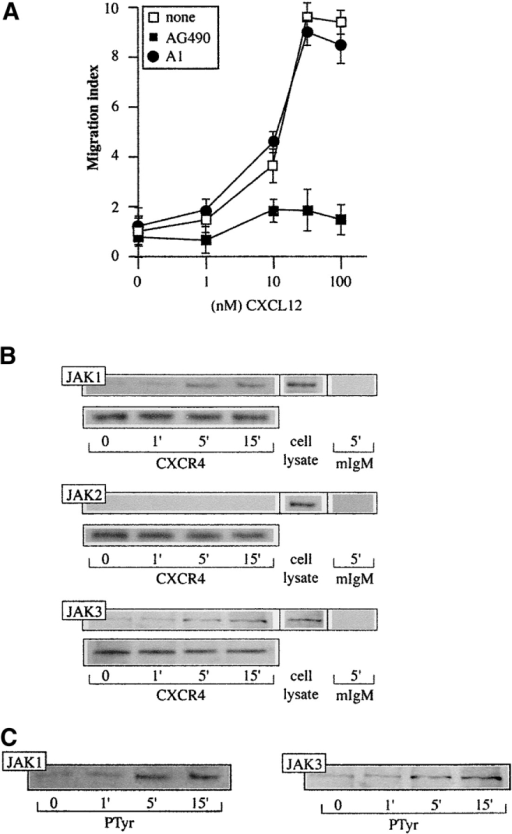 A
none
AG490
A1
10
8
6
4
2
0
Migration index
0 1 10 100
(nM) CXCL12
B
JAK1
0 1' 5' 15' cell lysate 5'
CXCR4 mIgM
JAK2
0 1' 5' 15' cell lysate 5'
CXCR4 mIgM
JAK3
0 1' 5' 15' cell lysate 5'
CXCR4 mIgM
C
JAK1
0 1' 5' 15'
PTyr
JAK3
0 1' 5' 15'
PTyr